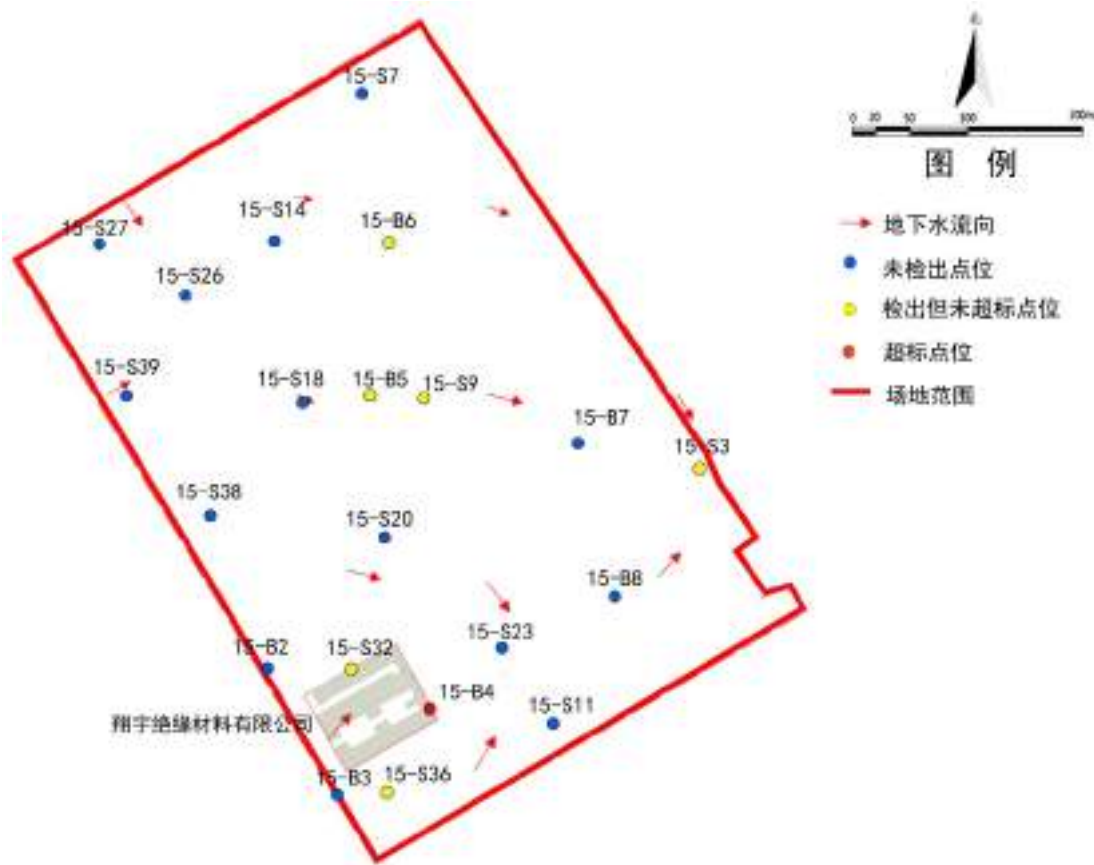 北
15-S7
0 20 50 100 200m
图 例
15-S14
15-B6
15-S27
地下水流向
15-S26
未检出点位
检出但未超标点位
15-S39
超标点位
15-S18
15-B5
15-S9
场地范围
15-B7
15-S3
15-S38
15-S20
15-B8
15-S23
15-B2
15-S32
15-B4
15-S11
翔宇绝缘材料有限公司
15-B3
15-S36